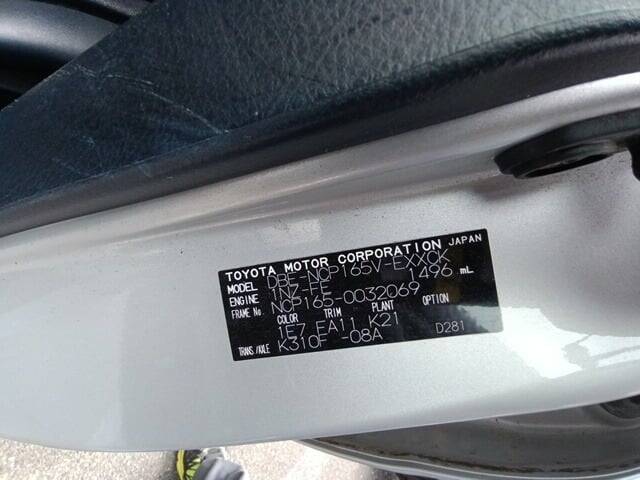 TOYOTA MOTOR CORPORATION JAPAN
MODEL DBE-NCP165V-EXXCK
ENGINE 1NZ-FE 1496 mL
FRAME No. NCP165-0032069
COLOR TRIM PLANT OPTION
1E7 FA11 K21
TRANS/AXLE K310F -08A D281